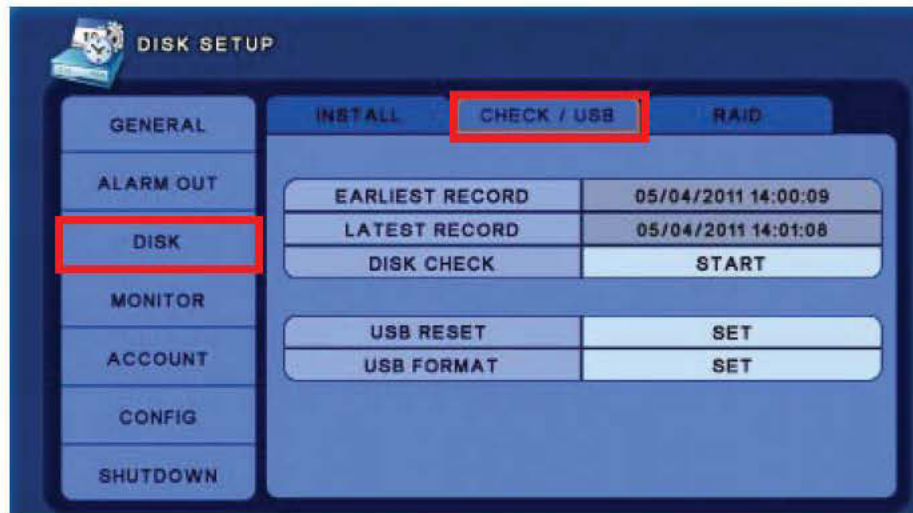 DISK SETUP
GENERAL
ALARM OUT
DISK
MONITOR
ACCOUNT
CONFIG
SHUTDOWN
INSTALL CHECK / USB RAID
EARLIEST RECORD 05/04/2011 14:00:09
LATEST RECORD 05/04/2011 14:01:08
DISK CHECK START
USB RESET SET
USB FORMAT SET